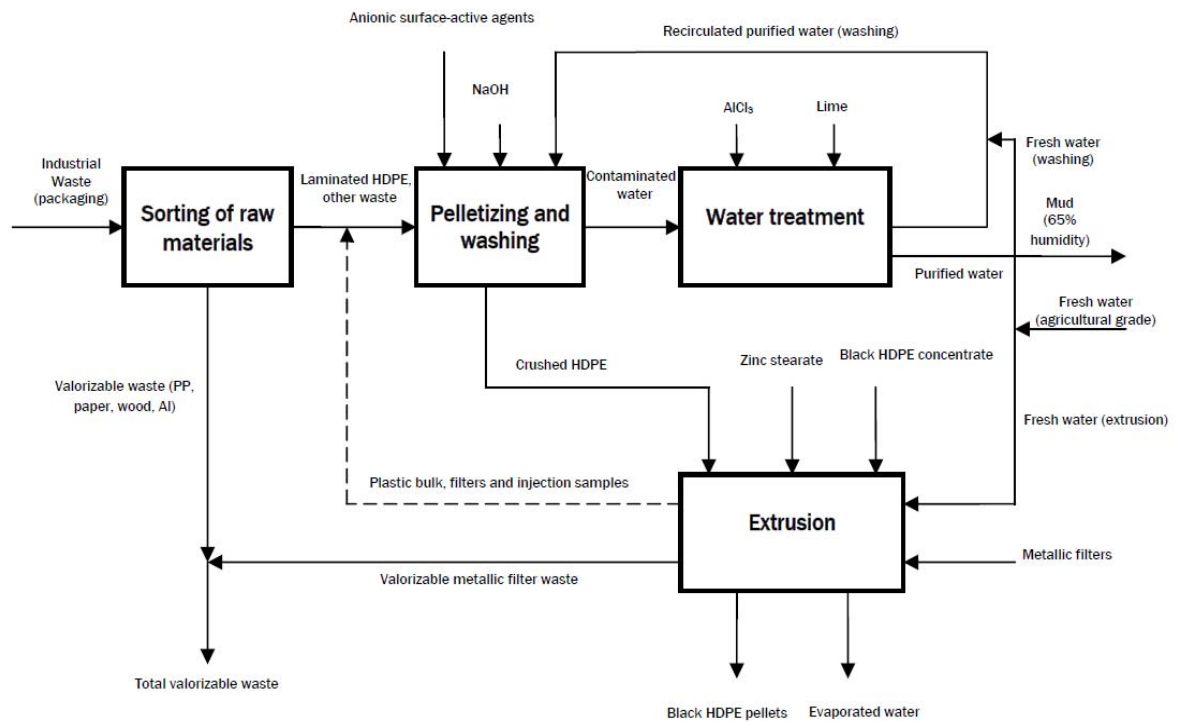 Anionic surface-active agents
Recirculated purified water (washing)
NaOH
AlCl₃
Lime
Fresh water
(washing)
Industrial
Waste
(packaging)
Laminated HDPE,
other waste
Contaminated
water
Sorting of raw
materials
Pelletizing and
washing
Water treatment
Mud
(65%
humidity)
Purified water
Fresh water
(agricultural grade)
Crushed HDPE
Zinc stearate
Black HDPE concentrate
Valorizable waste (PP,
paper, wood, Al)
Fresh water (extrusion)
Plastic bulk, filters and injection samples
Extrusion
Metallic filters
Valorizable metallic filter waste
Total valorizable waste
Black HDPE pellets
Evaporated water